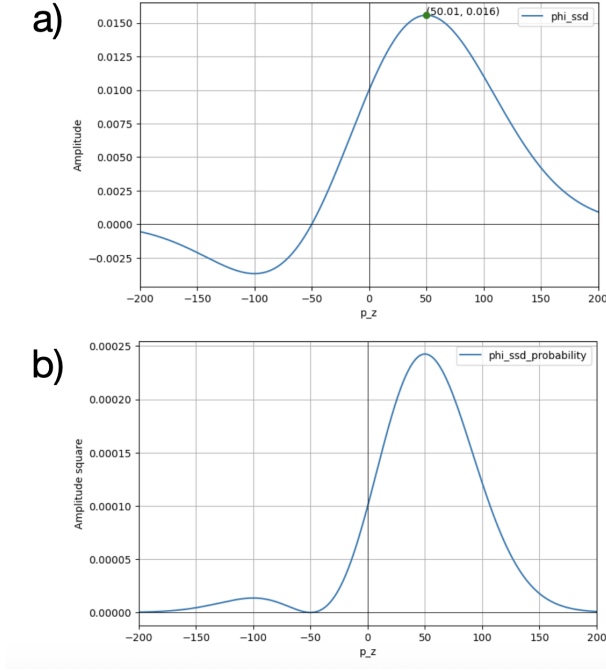 a)
0.0150
0.0125
0.0100
0.0075
0.0050
0.0025
0.0000
−0.0025
Amplitude
(50.01, 0.016)
phi_ssd
−200 −150 −100 −50 0 50 100 150 200
p_z
b)
0.00025
0.00020
0.00015
0.00010
0.00005
0.00000
Amplitude square
phi_ssd_probability
−200 −150 −100 −50 0 50 100 150 200
p_z